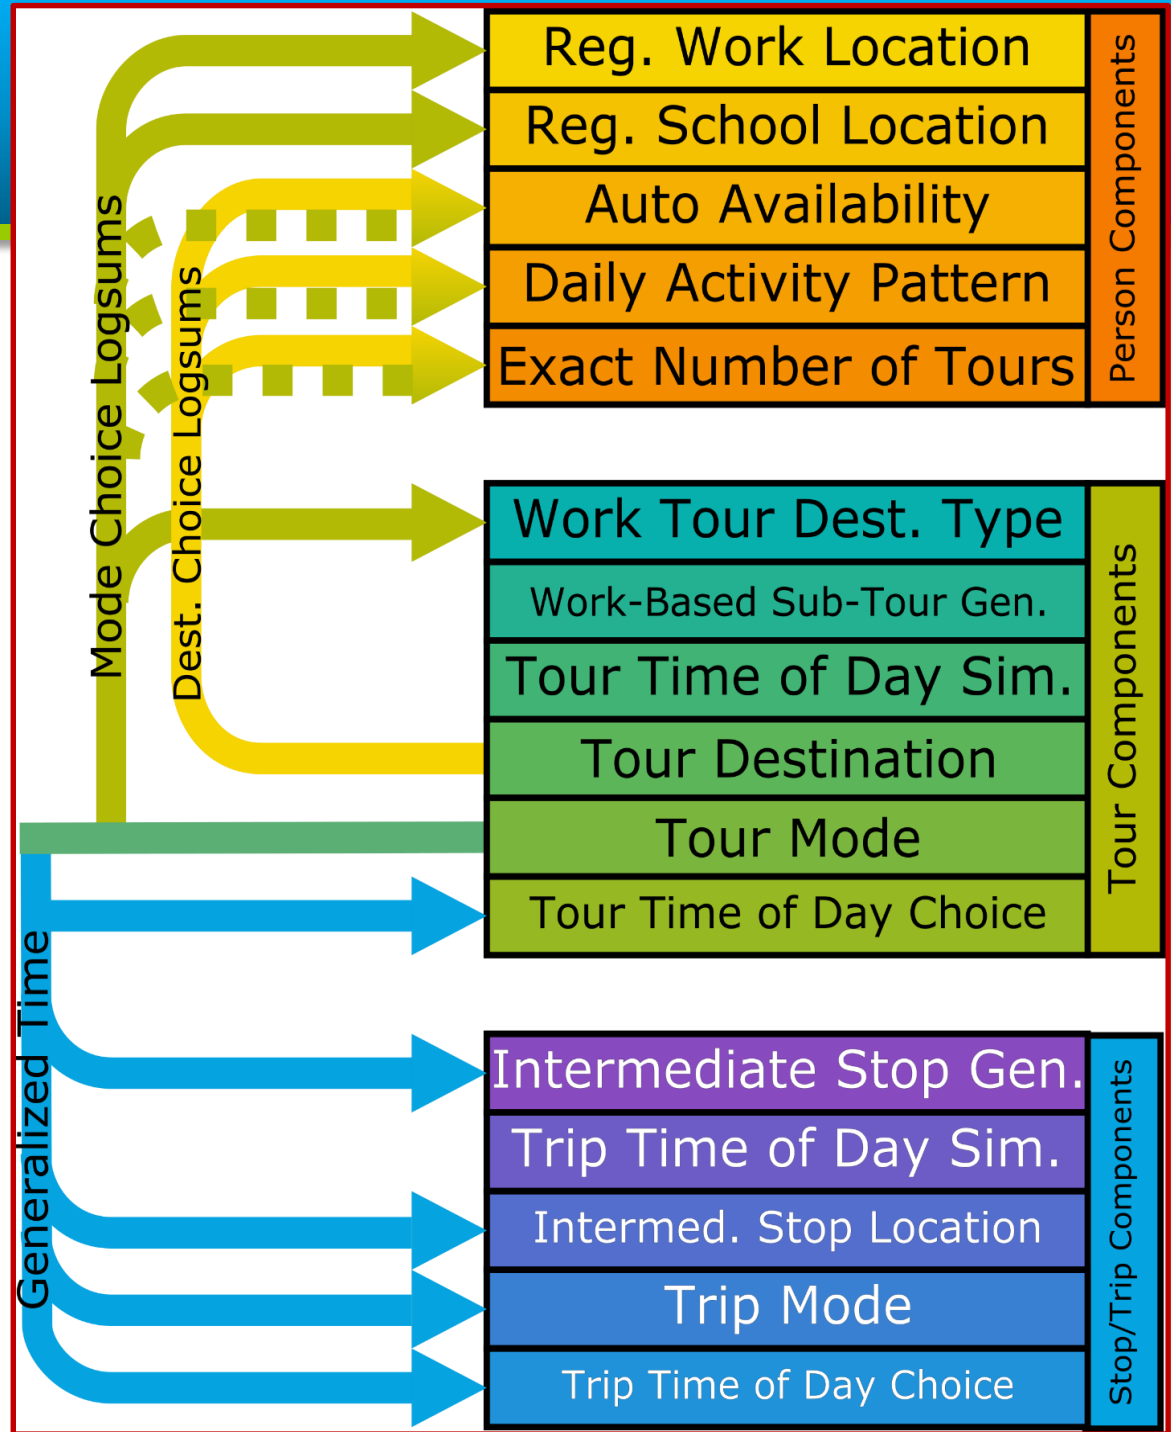 Reg. Work Location
Reg. School Location
Auto Availability
Daily Activity Pattern
Exact Number of Tours
Person Components
Mode Choice Logsums
Dest. Choice Logsums
Work Tour Dest. Type
Work-Based Sub-Tour Gen.
Tour Time of Day Sim.
Tour Destination
Tour Mode
Tour Time of Day Choice
Tour Components
Generalized Time
Intermediate Stop Gen.
Trip Time of Day Sim.
Intermed. Stop Location
Trip Mode
Trip Time of Day Choice
Stop/Trip Components